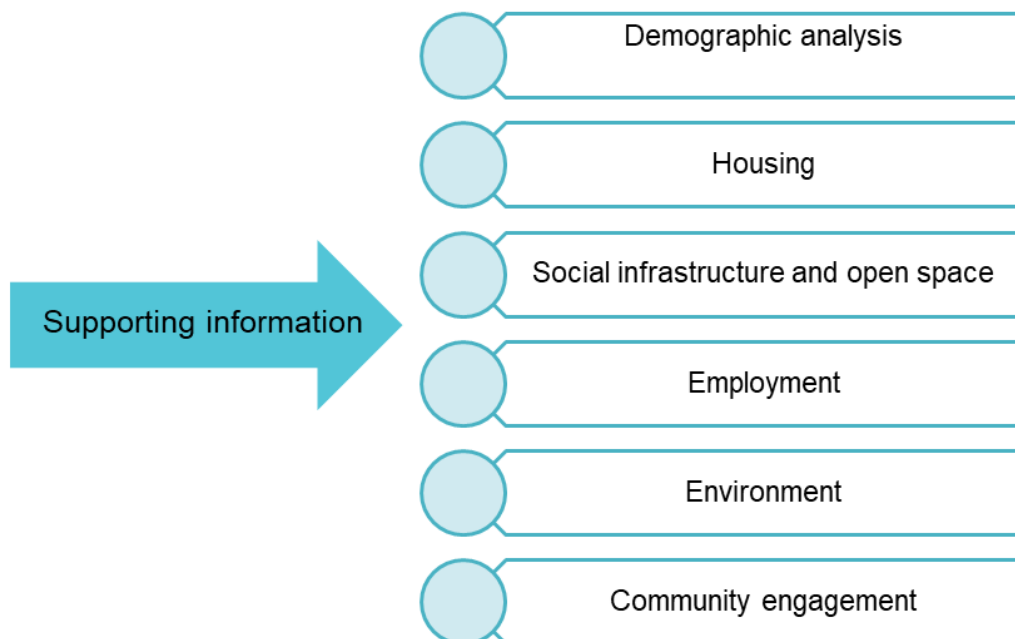 Supporting information
Demographic analysis
Housing
Social infrastructure and open space
Employment
Environment
Community engagement